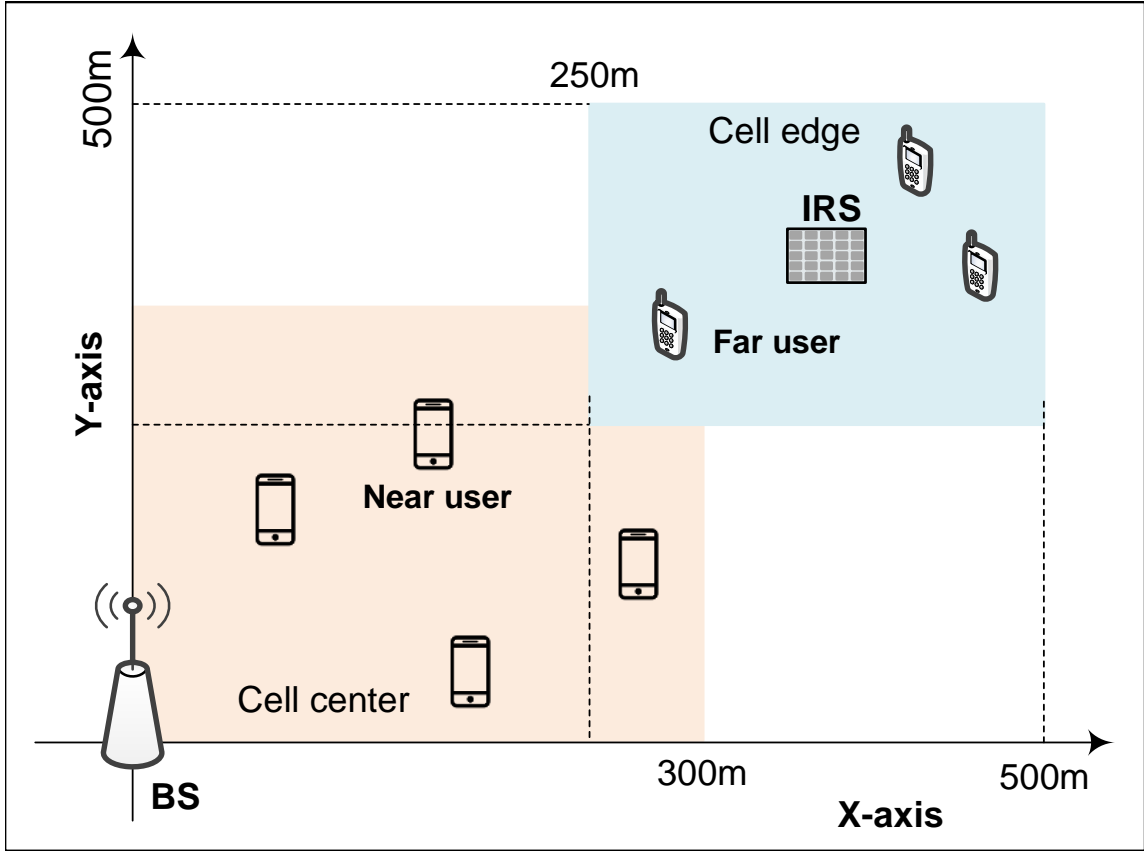 500m
250m
Cell edge
IRS
Far user
Y-axis
Near user
Cell center
BS
300m
500m
X-axis